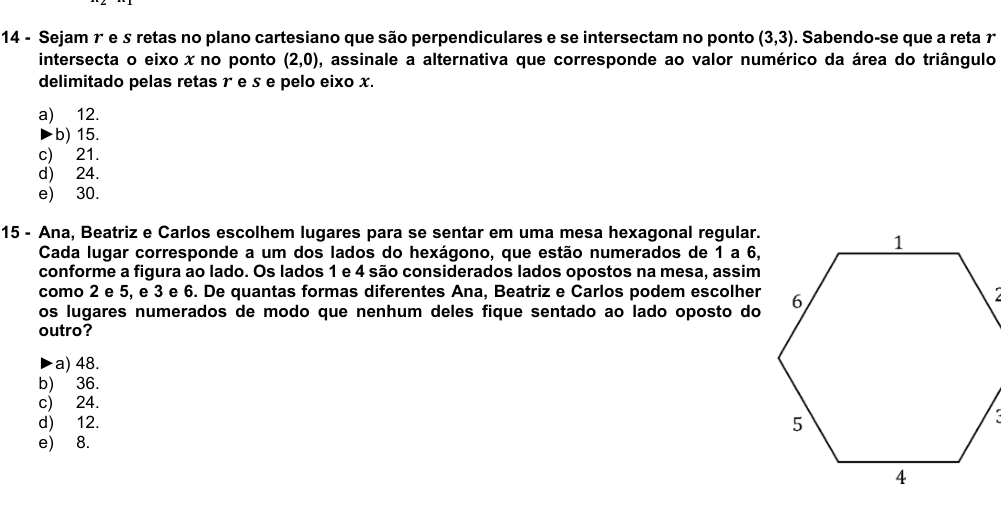 14 - Sejam r e s retas no plano cartesiano que são perpendiculares e se intersectam no ponto (3,3). Sabendo-se que a reta r
intersecta o eixo x no ponto (2,0), assinale a alternativa que corresponde ao valor numérico da área do triângulo
delimitado pelas retas r e s e pelo eixo x.
a) 12.
►b) 15.
c) 21.
d) 24.
e) 30.
15 - Ana, Beatriz e Carlos escolhem lugares para se sentar em uma mesa hexagonal regular.
Cada lugar corresponde a um dos lados do hexágono, que estão numerados de 1 a 6,
conforme a figura ao lado. Os lados 1 e 4 são considerados lados opostos na mesa, assim
como 2 e 5, e 3 e 6. De quantas formas diferentes Ana, Beatriz e Carlos podem escolher
os lugares numerados de modo que nenhum deles fique sentado ao lado oposto do
outro?
►a) 48.
b) 36.
c) 24.
d) 12.
e) 8.
1
6
2
5
3
4